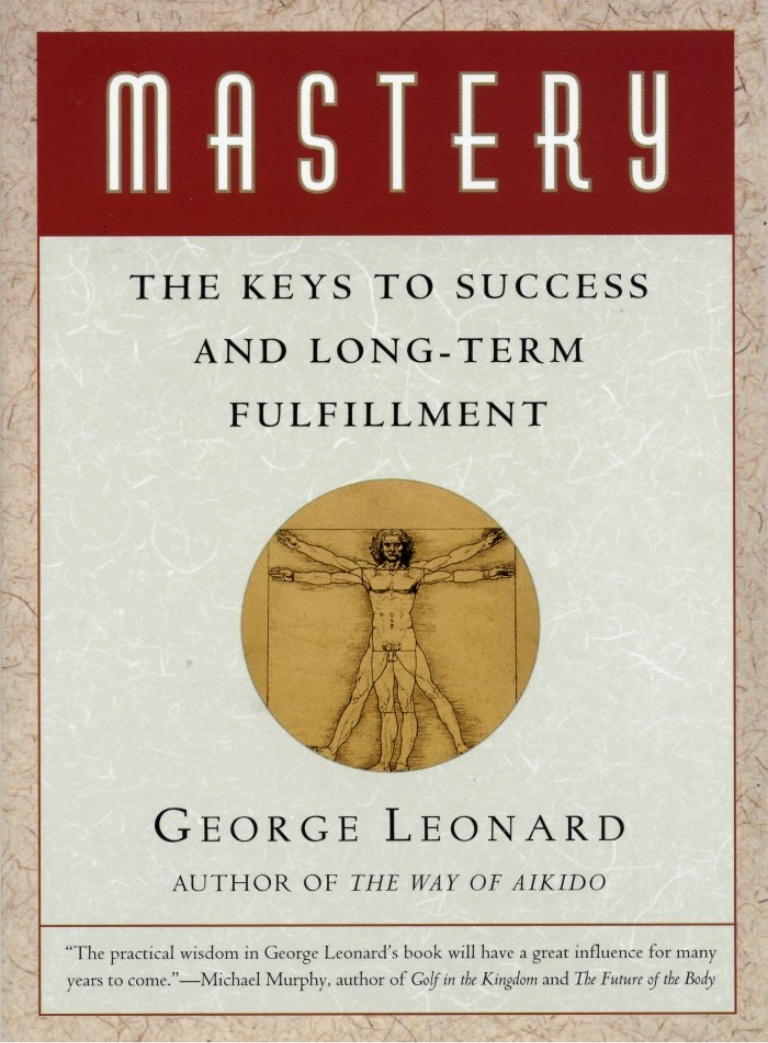 MASTERY
THE KEYS TO SUCCESS
AND LONG-TERM
FULFILLMENT
GEORGE LEONARD
AUTHOR OF THE WAY OF AIKIDO
“The practical wisdom in George Leonard’s book will have a great influence for many
years to come.”—Michael Murphy, author of Golf in the Kingdom and The Future of the Body